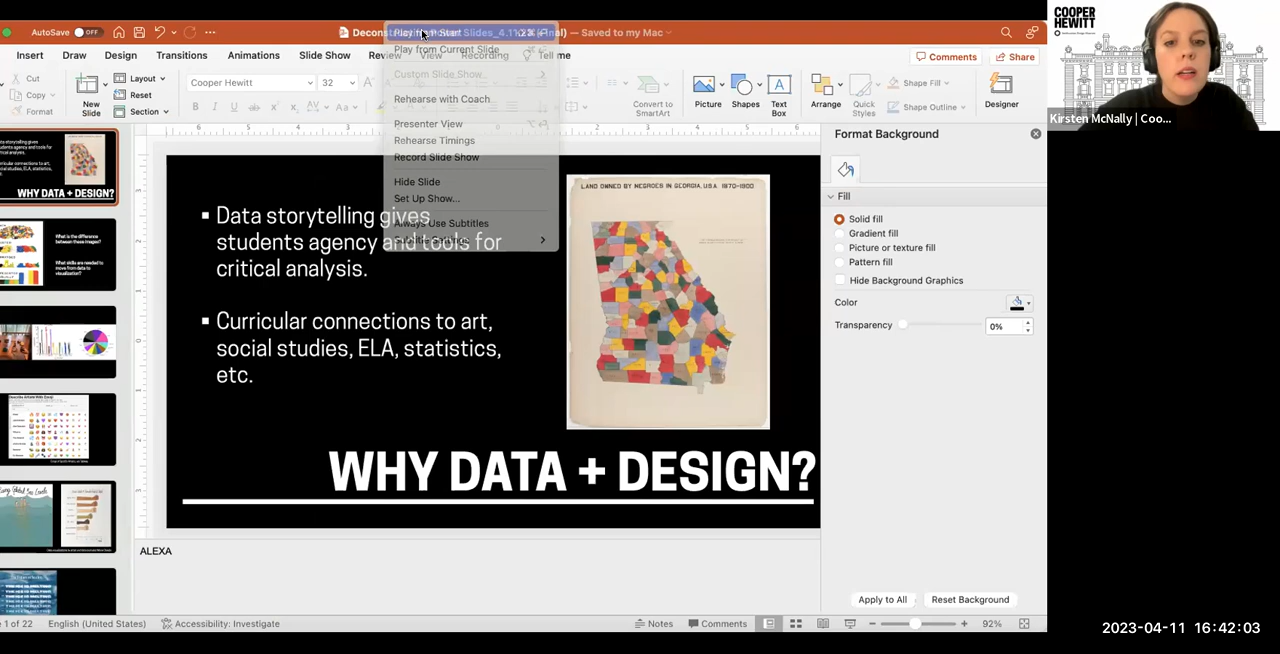 AutoSave OFF
Slides_4.11
nal) — Saved to my Mac
Insert Draw Design Transitions Animations Slide Show Review View Recording Tell me
Comments Share
Cut
Copy
Format
New Slide
Layout
Reset
Section
Cooper Hewitt 32
Convert to SmartArt
Picture
Shapes
Text Box
Arrange
Quick Styles
Shape Fill
Shape Outline
Designer
Play from Start
Play from Current Slide
Custom Slide Show
Rehearse with Coach
Presenter View
Rehearse Timings
Record Slide Show
Hide Slide
Set Up Show...
Always Use Subtitles
WHY DATA + DESIGN?
What is the difference between these images?
What skills are needed to move from data to visualization?
▪ Data storytelling gives
students agency and tools for
critical analysis.
▪ Curricular connections to art,
social studies, ELA, statistics,
etc.
LAND OWNED BY NEGROES IN GEORGIA, U.S.A. 1870-1900.
WHY DATA + DESIGN?
ALEXA
Format Background
Fill
Solid fill
Gradient fill
Picture or texture fill
Pattern fill
Hide Background Graphics
Color
Transparency 0%
Apply to All Reset Background
1 of 22 English (United States) Accessibility: Investigate Notes Comments 92%
COOPER
HEWITT
Kirsten McNally | Coo...
2023-04-11 16:42:03